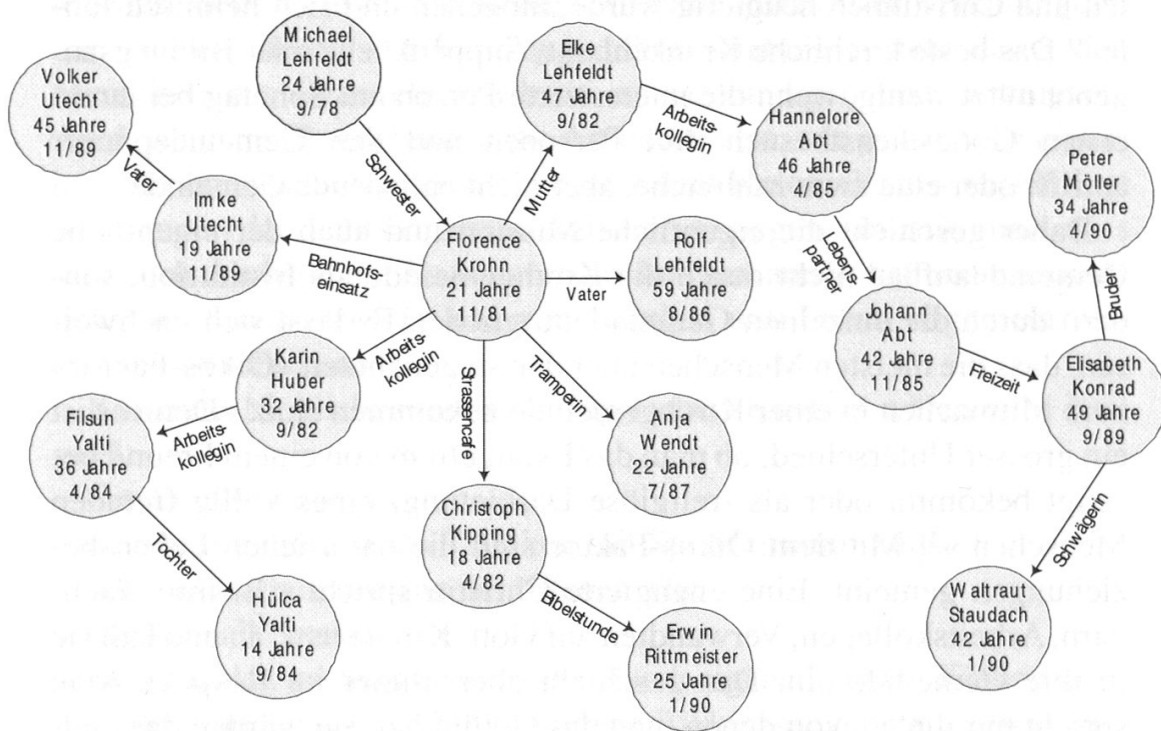 Michael
Lehfeldt
24 Jahre
9/78
Elke
Lehfeldt
47 Jahre
9/82
Volker
Utecht
45 Jahre
11/89
Arbeits-
kollegin
Hannelore
Abt
46 Jahre
4/85
Peter
Möller
34 Jahre
4/90
Vater
Schwester
Mutter
Imke
Utecht
19 Jahre
11/89
Bahnhofs-
einsatz
Florence
Krohn
21 Jahre
11/81
Vater
Rolf
Lehfeldt
59 Jahre
8/86
Lebens-
partner
Johann
Abt
42 Jahre
11/85
Bruder
Freizeit
Elisabeth
Konrad
49 Jahre
9/89
Arbeits-
kollegin
Karin
Huber
32 Jahre
9/82
Strassencafe
Tramperin
Anja
Wendt
22 Jahre
7/87
Arbeits-
kollegin
Filsun
Yalti
36 Jahre
4/84
Christoph
Kipping
18 Jahre
4/82
Schwägerin
Tochter
Hülca
Yalti
14 Jahre
9/84
Bibelstunde
Erwin
Rittmeister
25 Jahre
1/90
Waltraut
Staudach
42 Jahre
1/90